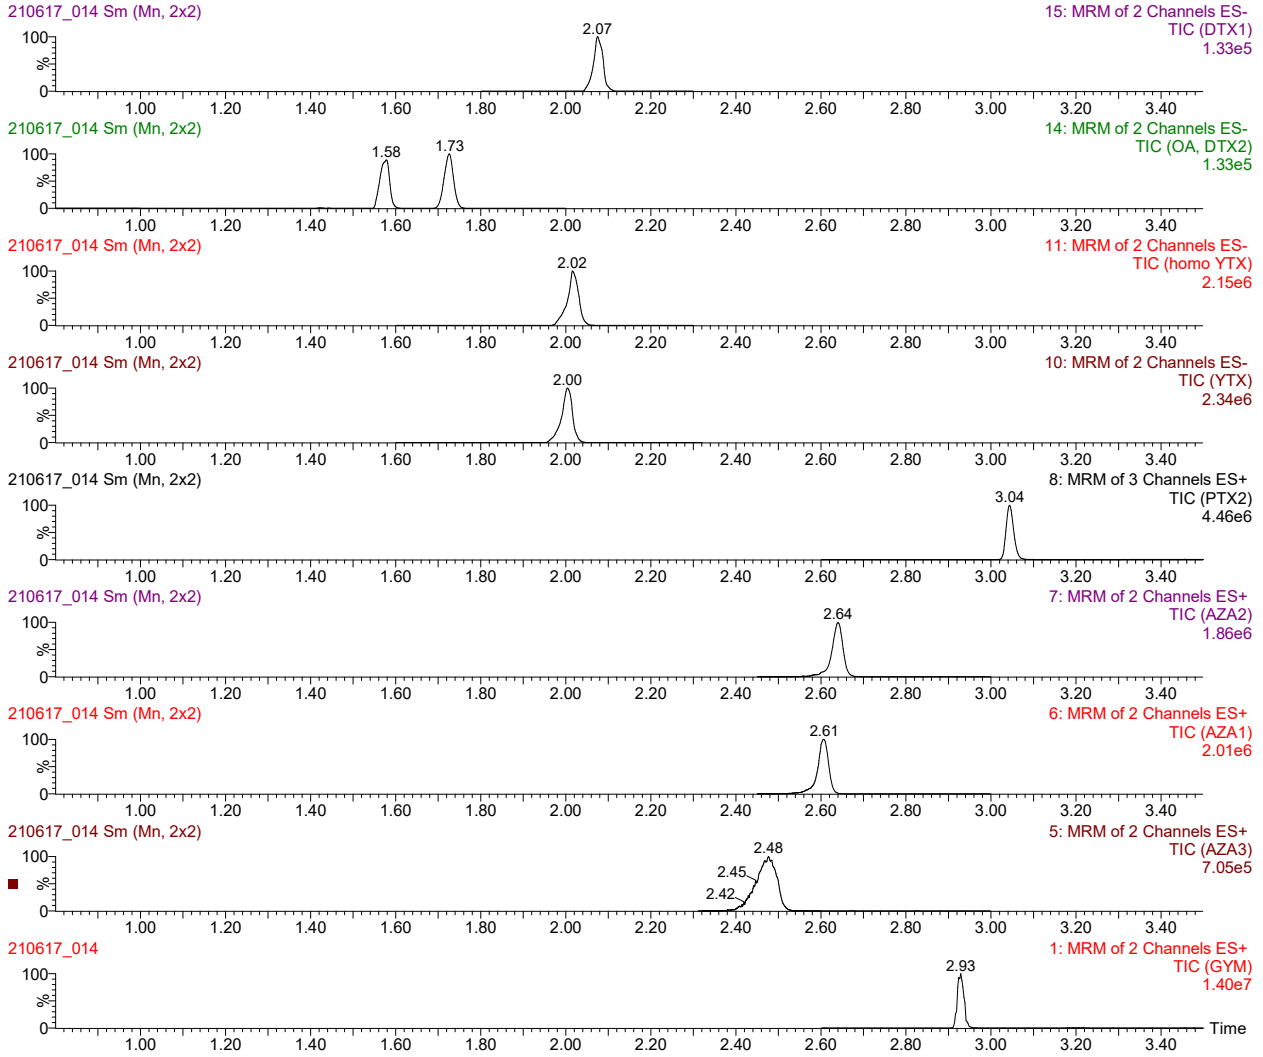 210617_014 Sm (Mn, 2x2) 15: MRM of 2 Channels ES-
TIC (DTX1)
1.33e5
2.07
100
%
0
1.00 1.20 1.40 1.60 1.80 2.00 2.20 2.40 2.60 2.80 3.00 3.20 3.40
210617_014 Sm (Mn, 2x2) 14: MRM of 2 Channels ES-
TIC (OA, DTX2)
1.33e5
1.58 1.73
100
%
0
1.00 1.20 1.40 1.60 1.80 2.00 2.20 2.40 2.60 2.80 3.00 3.20 3.40
210617_014 Sm (Mn, 2x2) 11: MRM of 2 Channels ES-
TIC (homo YTX)
2.15e6
2.02
100
%
0
1.00 1.20 1.40 1.60 1.80 2.00 2.20 2.40 2.60 2.80 3.00 3.20 3.40
210617_014 Sm (Mn, 2x2) 10: MRM of 2 Channels ES-
TIC (YTX)
2.34e6
2.00
100
%
0
1.00 1.20 1.40 1.60 1.80 2.00 2.20 2.40 2.60 2.80 3.00 3.20 3.40
210617_014 Sm (Mn, 2x2) 8: MRM of 3 Channels ES+
TIC (PTX2)
4.46e6
3.04
100
%
0
1.00 1.20 1.40 1.60 1.80 2.00 2.20 2.40 2.60 2.80 3.00 3.20 3.40
210617_014 Sm (Mn, 2x2) 7: MRM of 2 Channels ES+
TIC (AZA2)
1.86e6
2.64
100
%
0
1.00 1.20 1.40 1.60 1.80 2.00 2.20 2.40 2.60 2.80 3.00 3.20 3.40
210617_014 Sm (Mn, 2x2) 6: MRM of 2 Channels ES+
TIC (AZA1)
2.01e6
2.61
100
%
0
1.00 1.20 1.40 1.60 1.80 2.00 2.20 2.40 2.60 2.80 3.00 3.20 3.40
210617_014 Sm (Mn, 2x2) 5: MRM of 2 Channels ES+
TIC (AZA3)
7.05e5
2.48
2.45
2.42
100
%
0
1.00 1.20 1.40 1.60 1.80 2.00 2.20 2.40 2.60 2.80 3.00 3.20 3.40
210617_014 1: MRM of 2 Channels ES+
TIC (GYM)
1.40e7
2.93
100
%
0
Time
1.00 1.20 1.40 1.60 1.80 2.00 2.20 2.40 2.60 2.80 3.00 3.20 3.40